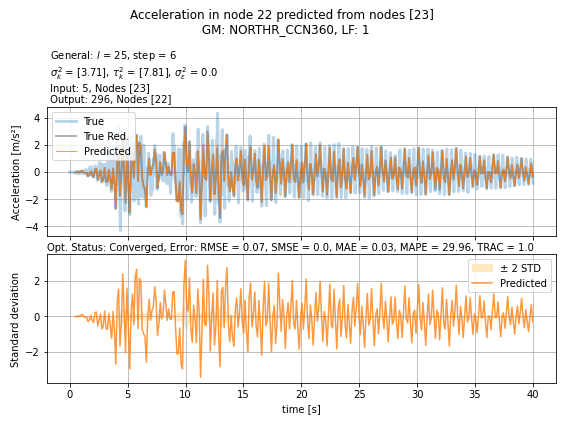 Acceleration in node 22 predicted from nodes [23]
GM: NORTHR_CCN360, LF: 1
General: l = 25, step = 6
σ²ₖ = [3.71], τ²ₖ = [7.81], σ²ε = 0.0
Input: 5, Nodes [23]
Output: 296, Nodes [22]
Acceleration [m/s²]
4
2
0
−2
−4
True
True Red.
Predicted
Opt. Status: Converged, Error: RMSE = 0.07, SMSE = 0.0, MAE = 0.03, MAPE = 29.96, TRAC = 1.0
Standard deviation
2
0
−2
± 2 STD
Predicted
0 5 10 15 20 25 30 35 40
time [s]